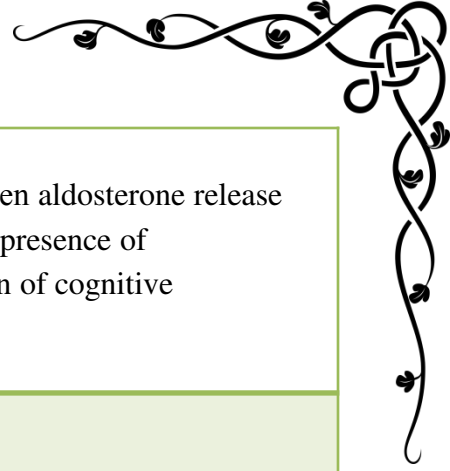 en aldosterone release
presence of
n of cognitive